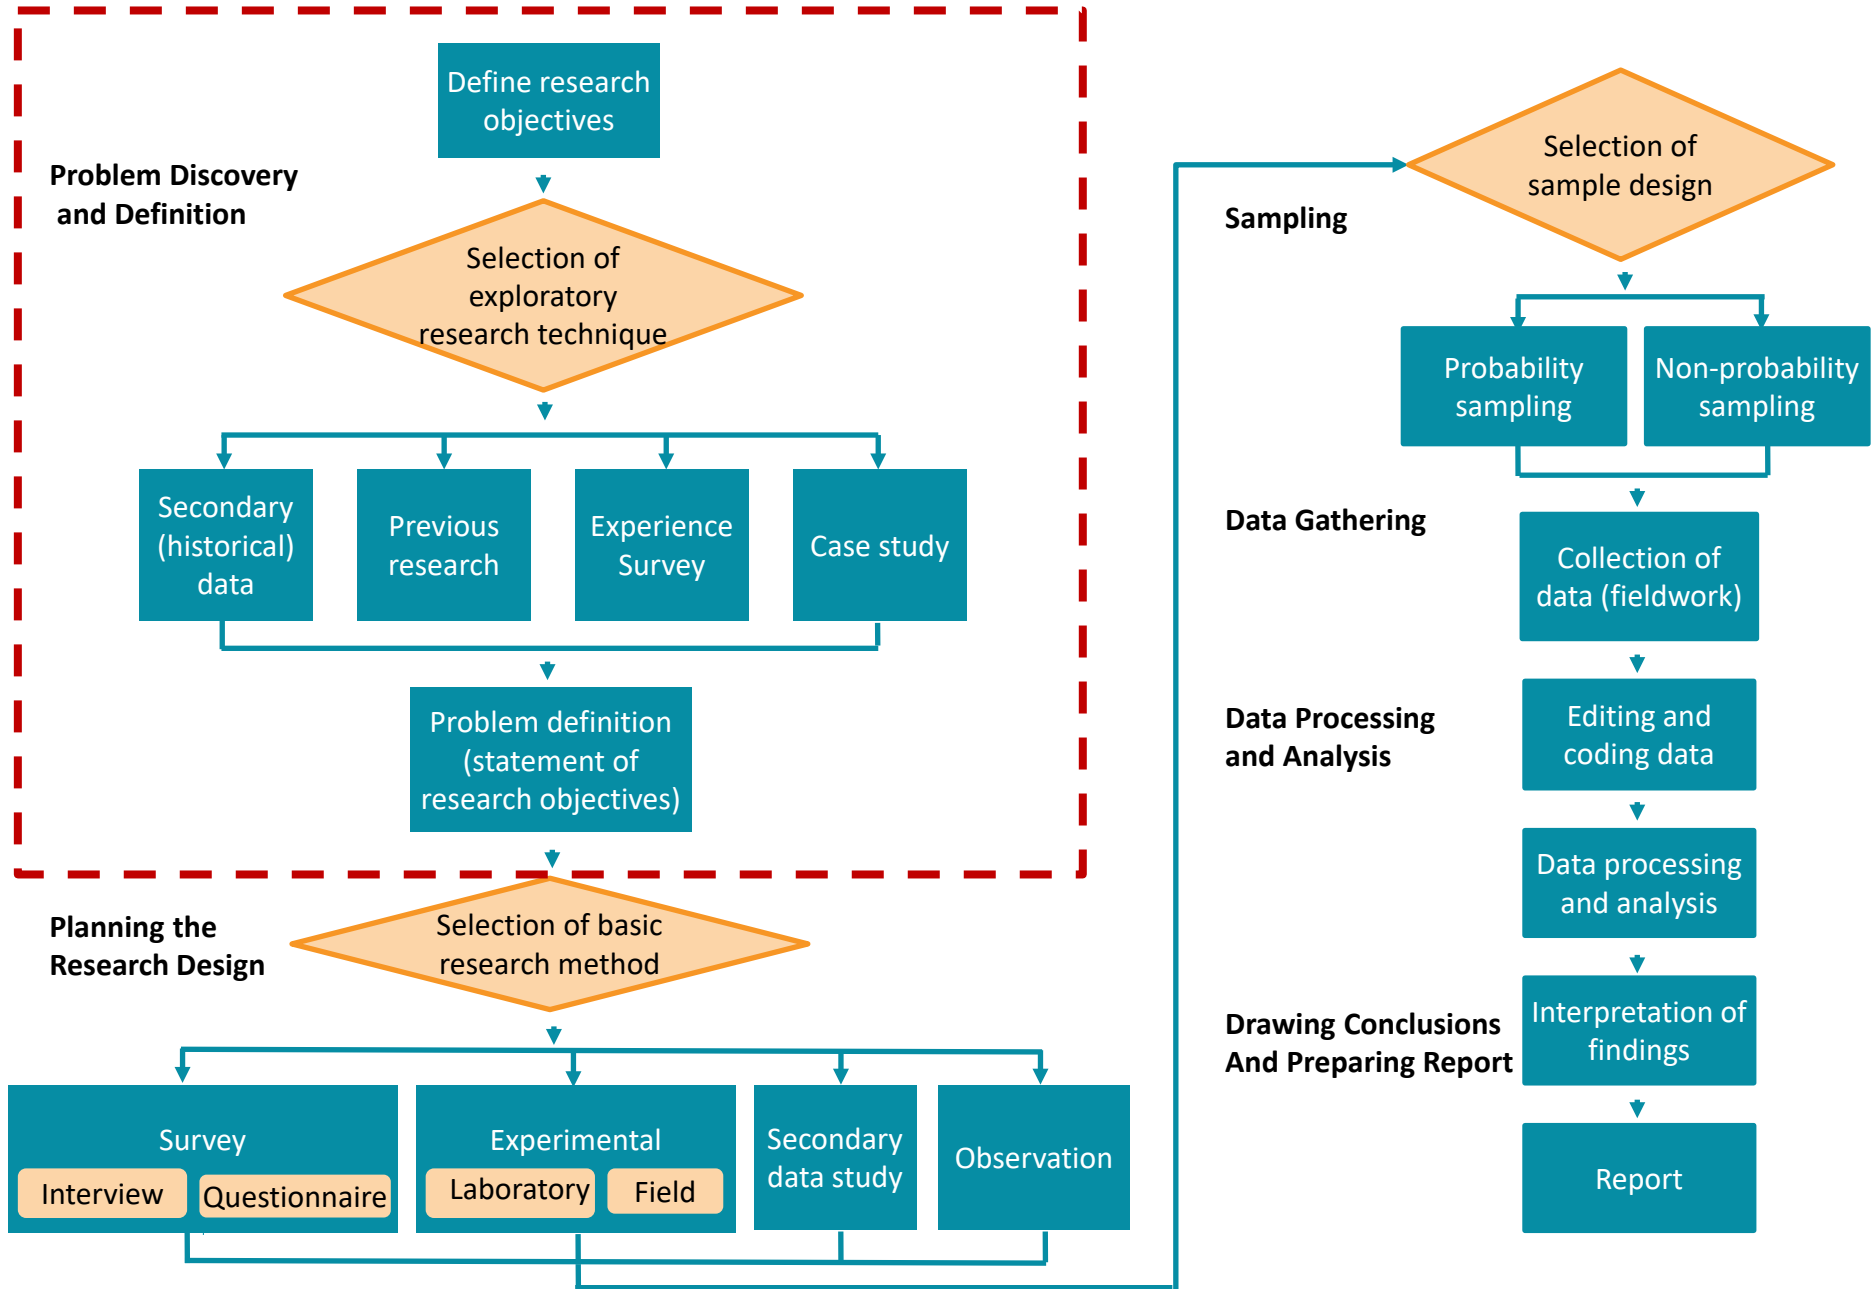 Define research
objectives
Problem Discovery
and Definition
Selection of
exploratory
research technique
Secondary
(historical)
data
Previous
research
Experience
Survey
Case study
Problem definition
(statement of
research objectives)
Planning the
Research Design
Selection of basic
research method
Survey
Interview
Questionnaire
Experimental
Laboratory
Field
Secondary
data study
Observation
Selection of
sample design
Sampling
Probability
sampling
Non-probability
sampling
Data Gathering
Collection of
data (fieldwork)
Data Processing
and Analysis
Editing and
coding data
Data processing
and analysis
Drawing Conclusions
And Preparing Report
Interpretation of
findings
Report